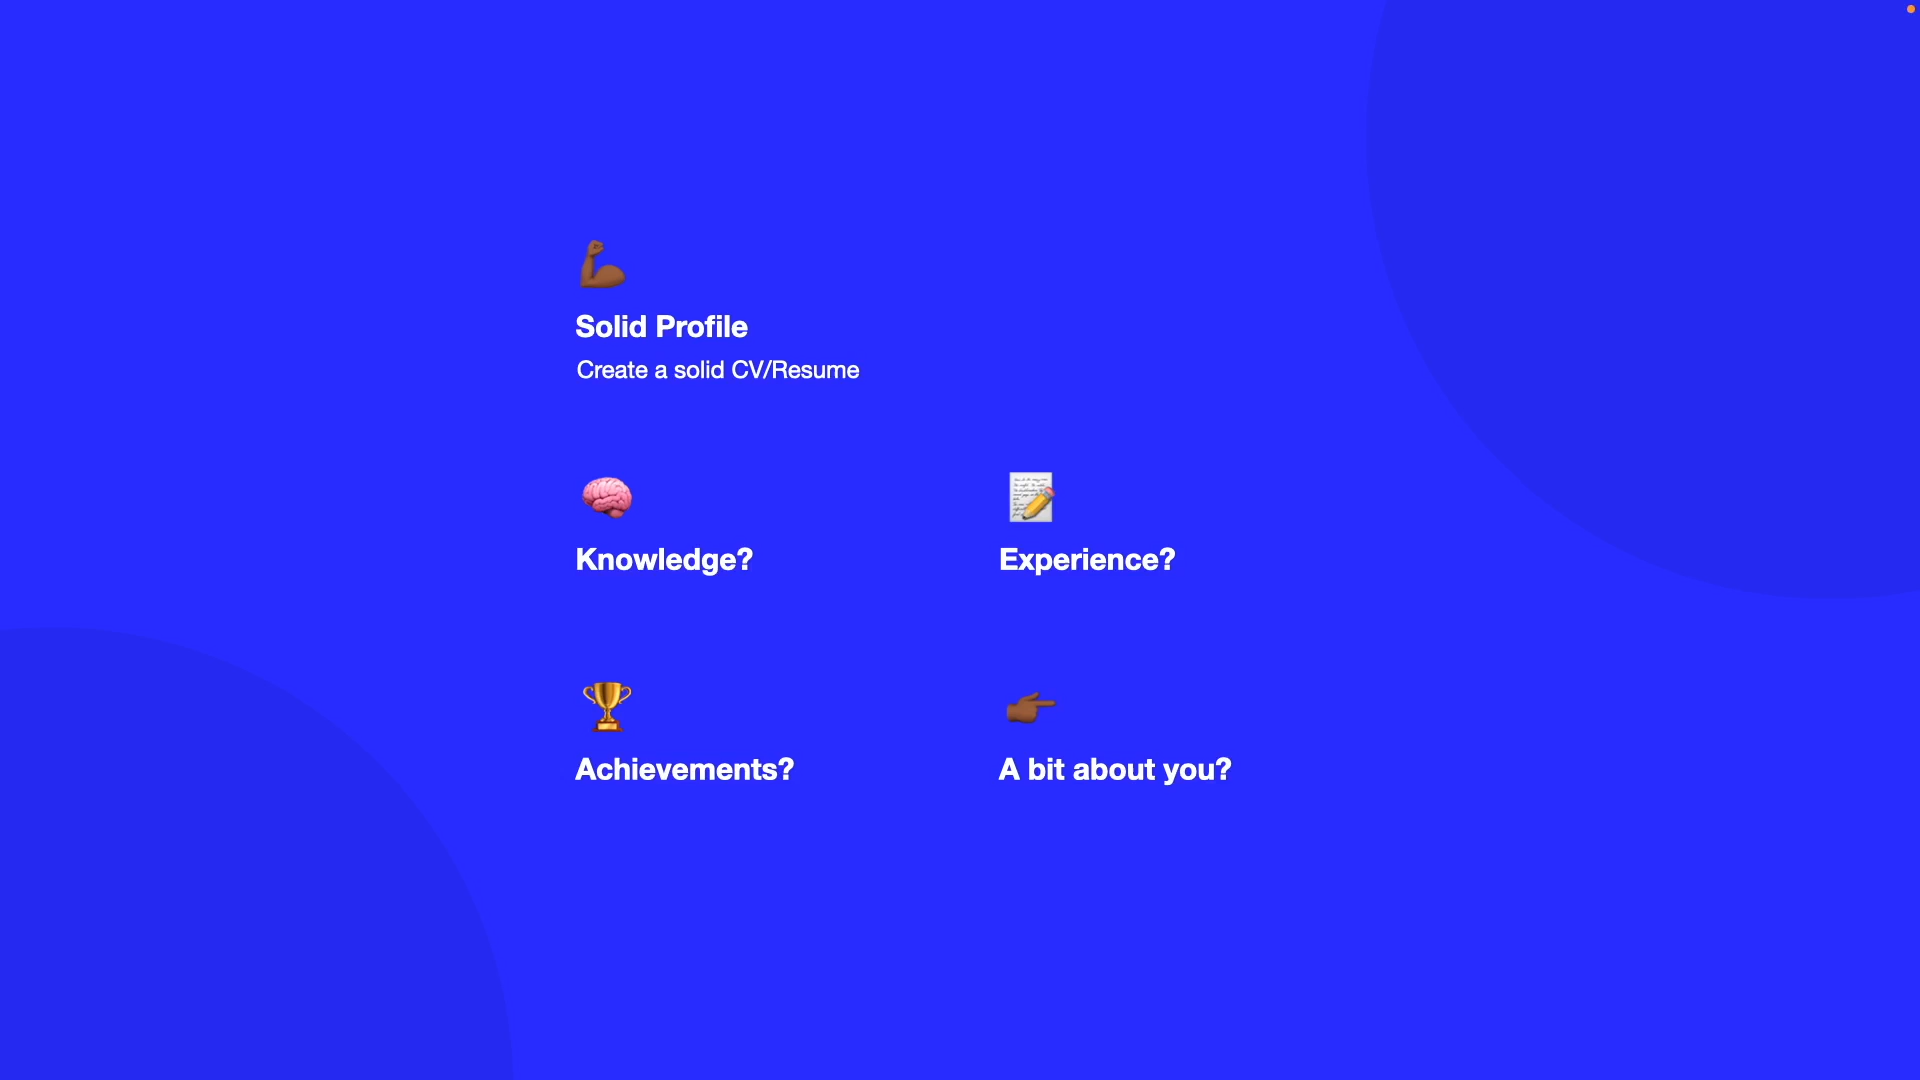 Solid Profile
Create a solid CV/Resume
Knowledge?
Experience?
Achievements?
A bit about you?